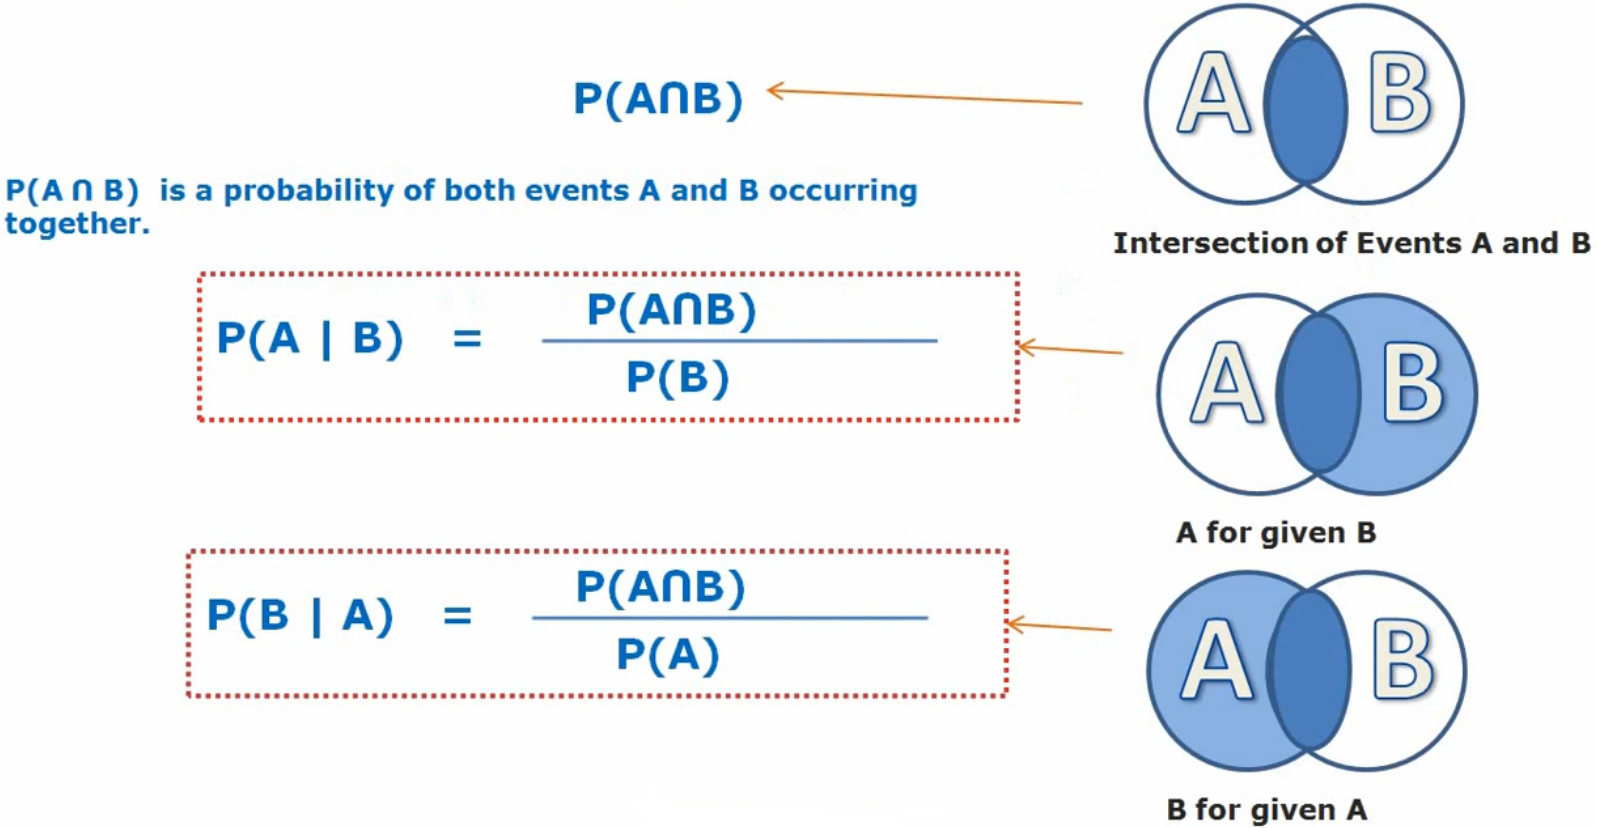 P(A∩B)
A B
P(A ∩ B) is a probability of both events A and B occurring
together.
Intersection of Events A and B
P(A | B) =
P(A∩B)
P(B)
A B
A for given B
P(B | A) =
P(A∩B)
P(A)
A B
B for given A